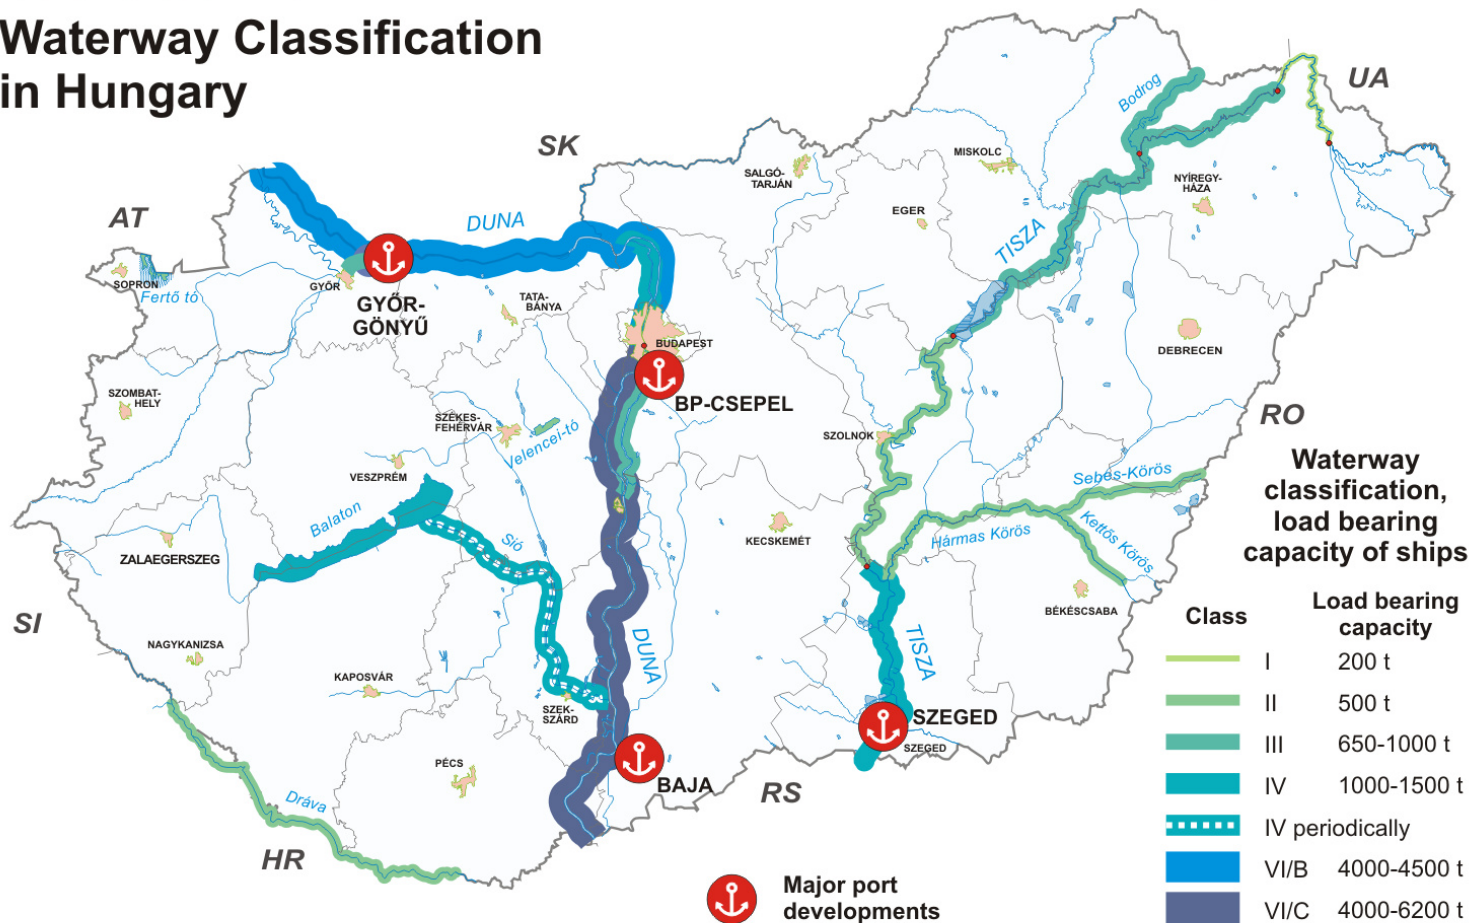 Waterway Classification
in Hungary
UA
SK
Bodrog
MISKOLC
SALGÓ-
TARJÁN
NYÍREGY-
HÁZA
AT
DUNA
EGER
TISZA
SOPRON
Fertő tó
GYŐR
GYŐR-
GÖNYŰ
TATA-
BÁNYA
BUDAPEST
DEBRECEN
BP-CSEPEL
SZOMBAT-
HELY
RO
SZÉKES-
FEHÉRVÁR
Velencei-tó
SZOLNOK
VESZPRÉM
Sebes-Körös
Balaton
Sió
KECSKEMÉT
Hármas Körös
Kettős Körös
ZALAEGERSZEG
BÉKÉSCSABA
SI
NAGYKANIZSA
DUNA
TISZA
KAPOSVÁR
SZEK-
SZÁRD
SZEGED
SZEGED
PÉCS
BAJA
RS
Dráva
HR
Major port
developments
Waterway
classification,
load bearing
capacity of ships
Class Load bearing
capacity
I 200 t
II 500 t
III 650-1000 t
IV 1000-1500 t
IV periodically
VI/B 4000-4500 t
VI/C 4000-6200 t